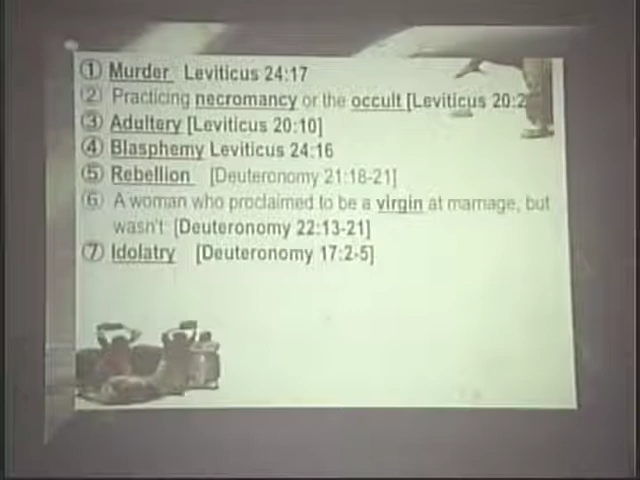 ① Murder Leviticus 24:17
② Practicing necromancy or the occult [Leviticus 20:2
③ Adultery [Leviticus 20:10]
④ Blasphemy Leviticus 24:16
⑤ Rebellion [Deuteronomy 21:18-21]
⑥ A woman who proclaimed to be a virgin at marriage, but
wasn't [Deuteronomy 22:13-21]
⑦ Idolatry [Deuteronomy 17:2-5]